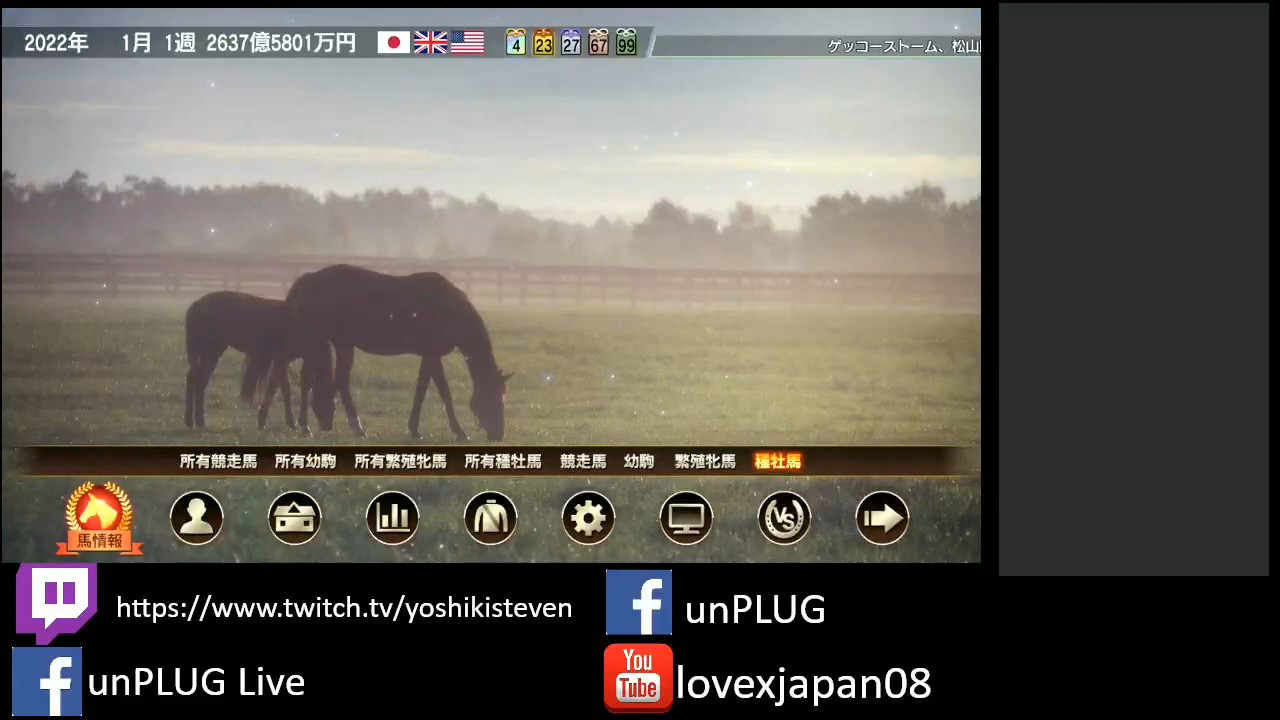 2022年 1月 1週 2637億5801万円 4 23 27 67 99 ゲッコーストーム、松山
所有競走馬 所有幼駒 所有繁殖牝馬 所有種牡馬 競走馬 幼駒 繁殖牝馬 種牡馬
馬情報 VS
https://www.twitch.tv/yoshikisteven
unPLUG
unPLUG Live
You Tube lovexjapan08